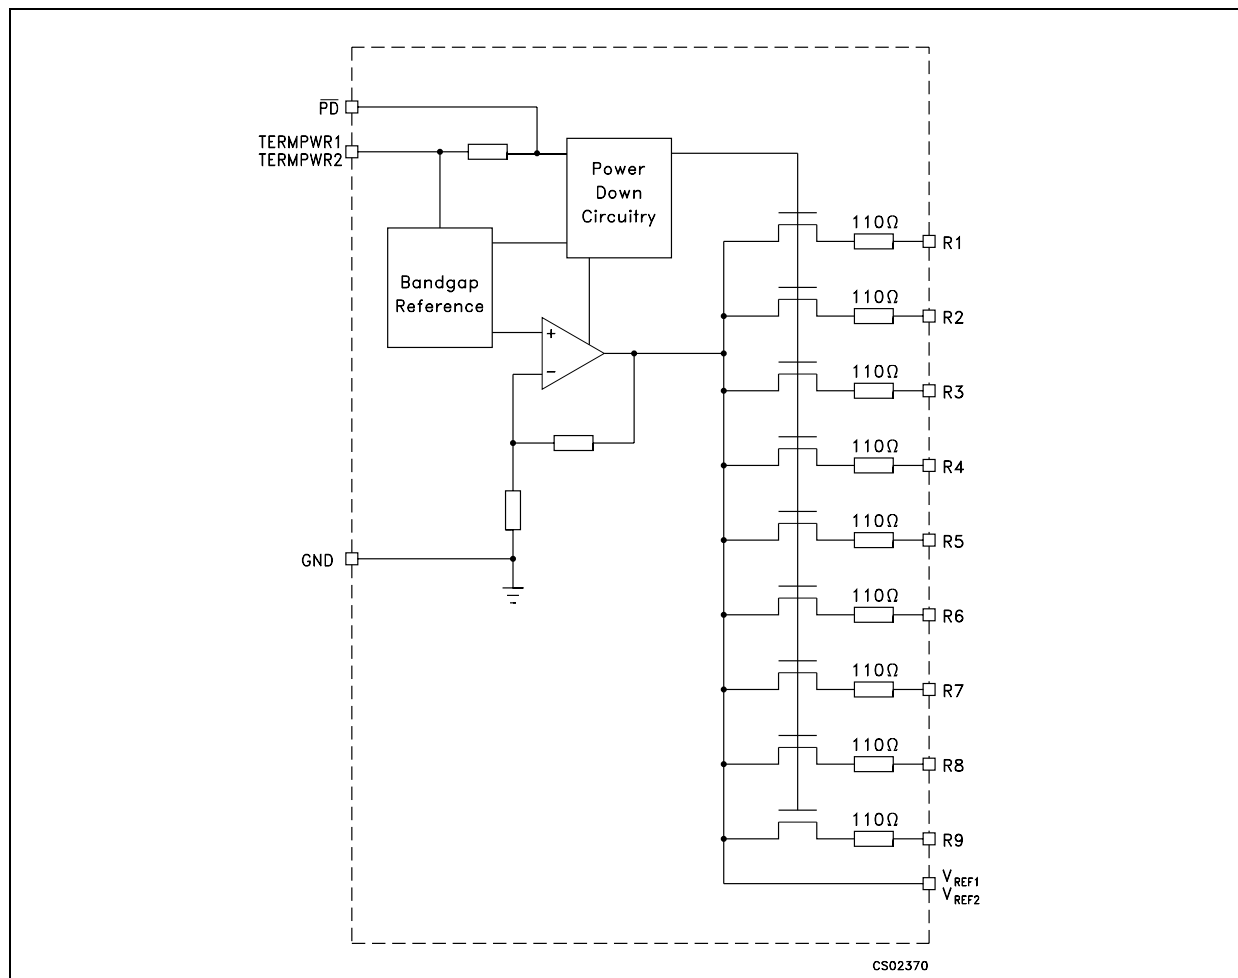 P̅D̅
TERMPWR1
TERMPWR2
Power
Down
Circuitry
Bandgap
Reference
+
−
GND
110Ω
R1
110Ω
R2
110Ω
R3
110Ω
R4
110Ω
R5
110Ω
R6
110Ω
R7
110Ω
R8
110Ω
R9
VREF1
VREF2
CS02370